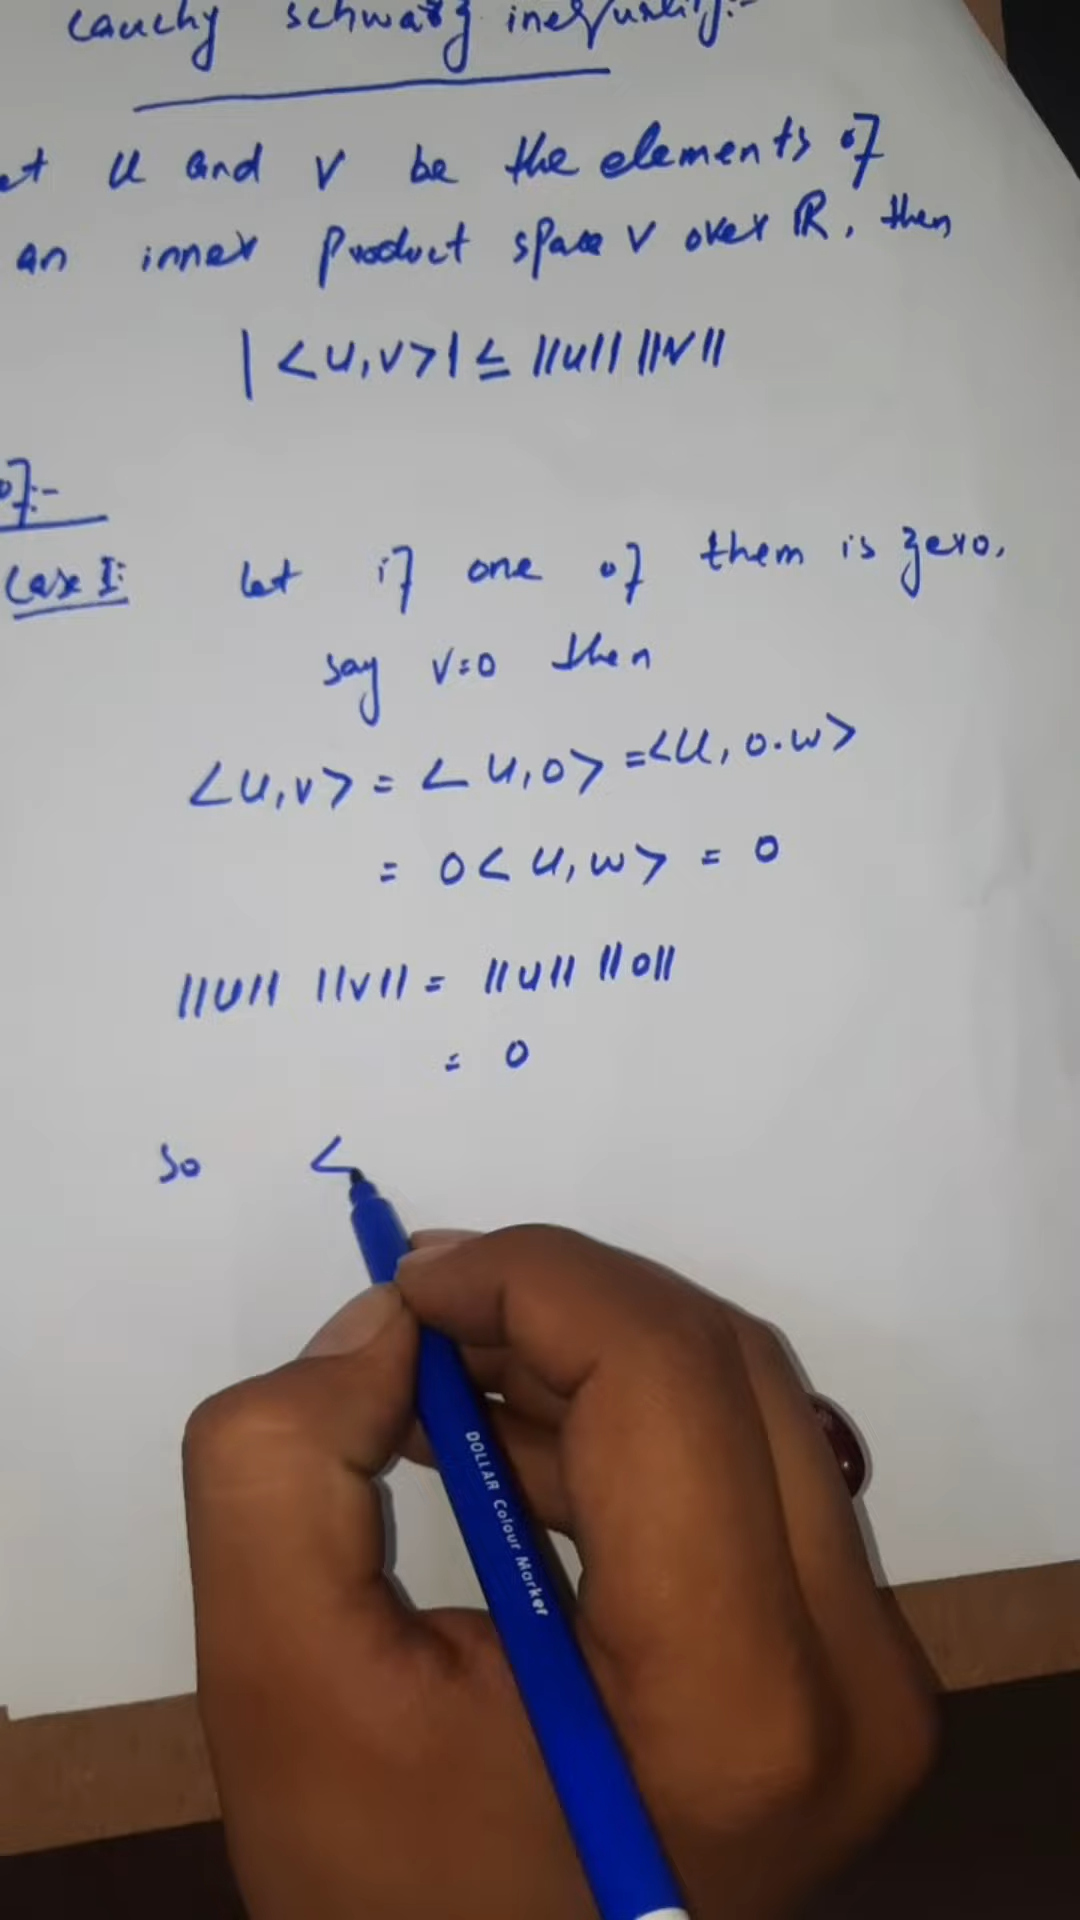 Cauchy Schwarz inequality:-
et u and v be the elements of
an inner product space V over ℝ, then
|<u,v>| ≤ ||u|| ||v||
of:-
Case I: Let if one of them is zero,
say v=0 then
<u,v> = <u,0> = <u, 0.w>
= 0<u,w> = 0
||u|| ||v|| = ||u|| ||0||
= 0
So <
DOLLAR Colour Marker